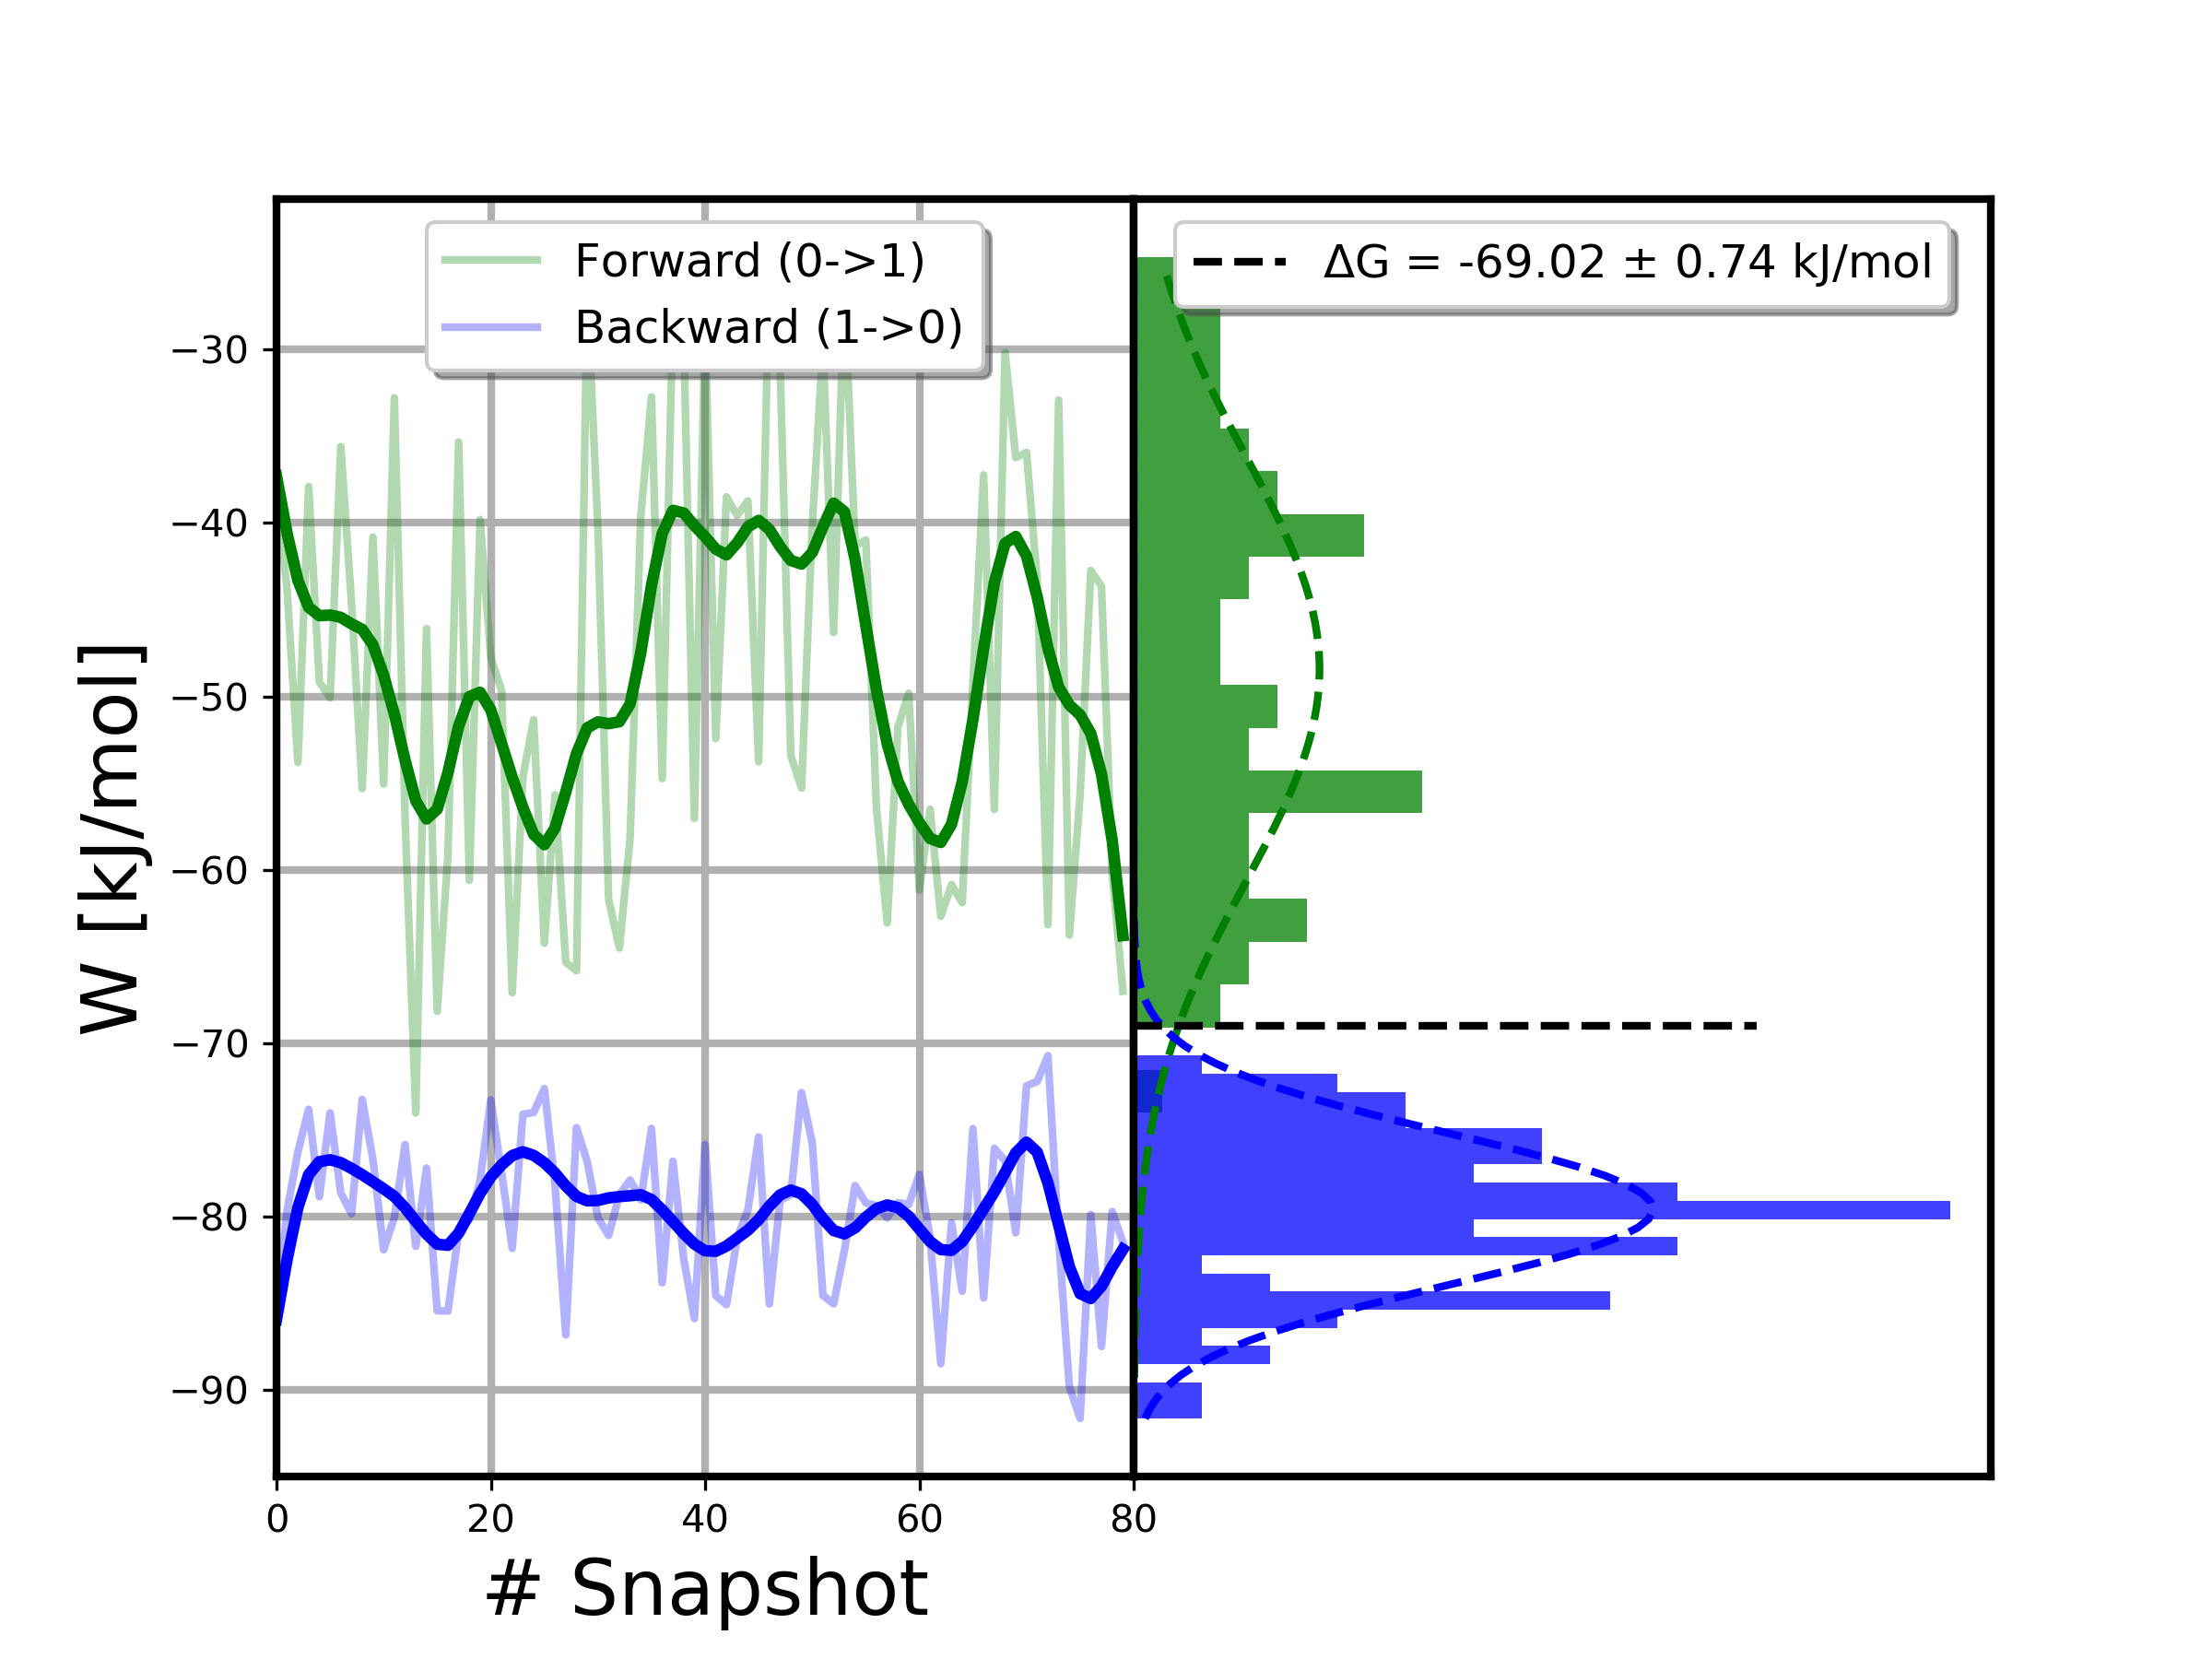 Forward (0->1)
Backward (1->0)
ΔG = -69.02 ± 0.74 kJ/mol
−30
−40
−50
−60
−70
−80
−90
W [kJ/mol]
0 20 40 60 80
# Snapshot